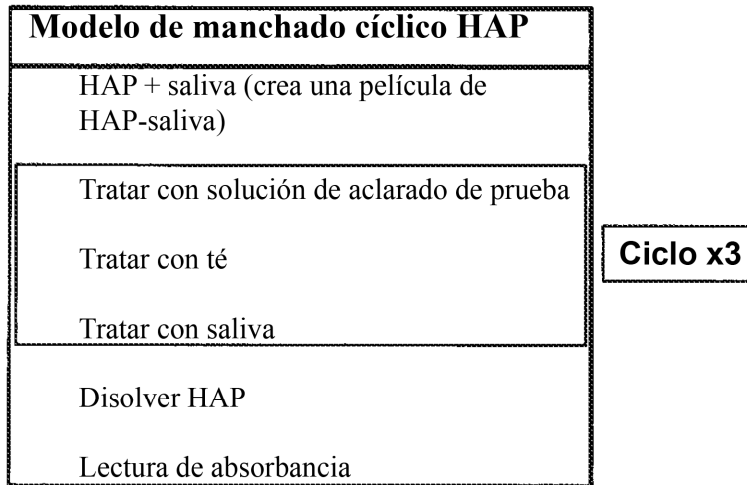 Modelo de manchado cíclico HAP
HAP + saliva (crea una película de
HAP-saliva)
Tratar con solución de aclarado de prueba
Tratar con té
Ciclo x3
Tratar con saliva
Disolver HAP
Lectura de absorbancia